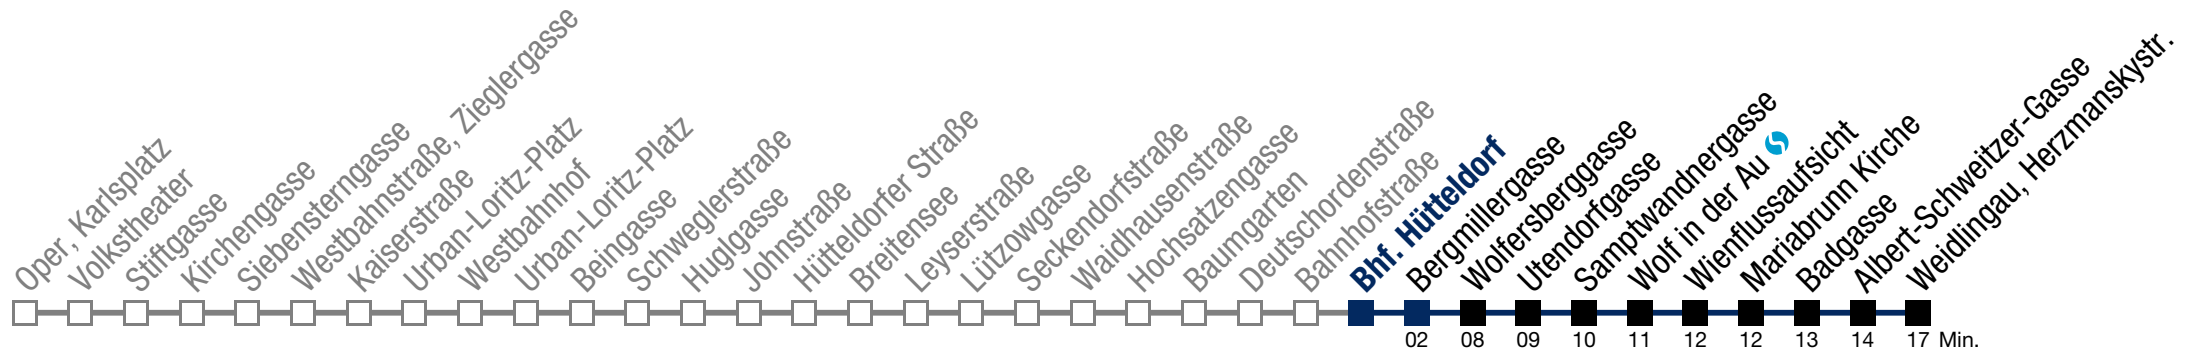 Oper, Karlsplatz
Volkstheater
Stiftgasse
Kirchengasse
Siebensterngasse
Westbahnstraße, Zieglergasse
Kaiserstraße
Urban-Loritz-Platz
Westbahnhof
Urban-Loritz-Platz
Beingasse
Schweglerstraße
Huglgasse
Johnstraße
Hütteldorfer Straße
Breitensee
Leyserstraße
Lützowgasse
Seckendorfstraße
Waidhausenstraße
Hochsatzengasse
Baumgarten
Deutschordenstraße
Bahnhofstraße
Bhf. Hütteldorf
Bergmillergasse
Wolfersberggasse
Utendorfgasse
Samptwandnergasse
Wolf in der Au
Wienflussaufsicht
Mariabrunn Kirche
Badgasse
Albert-Schweitzer-Gasse
Weidlingau, Herzmanskystr.
02 08 09 10 11 12 12 13 14 17 Min.